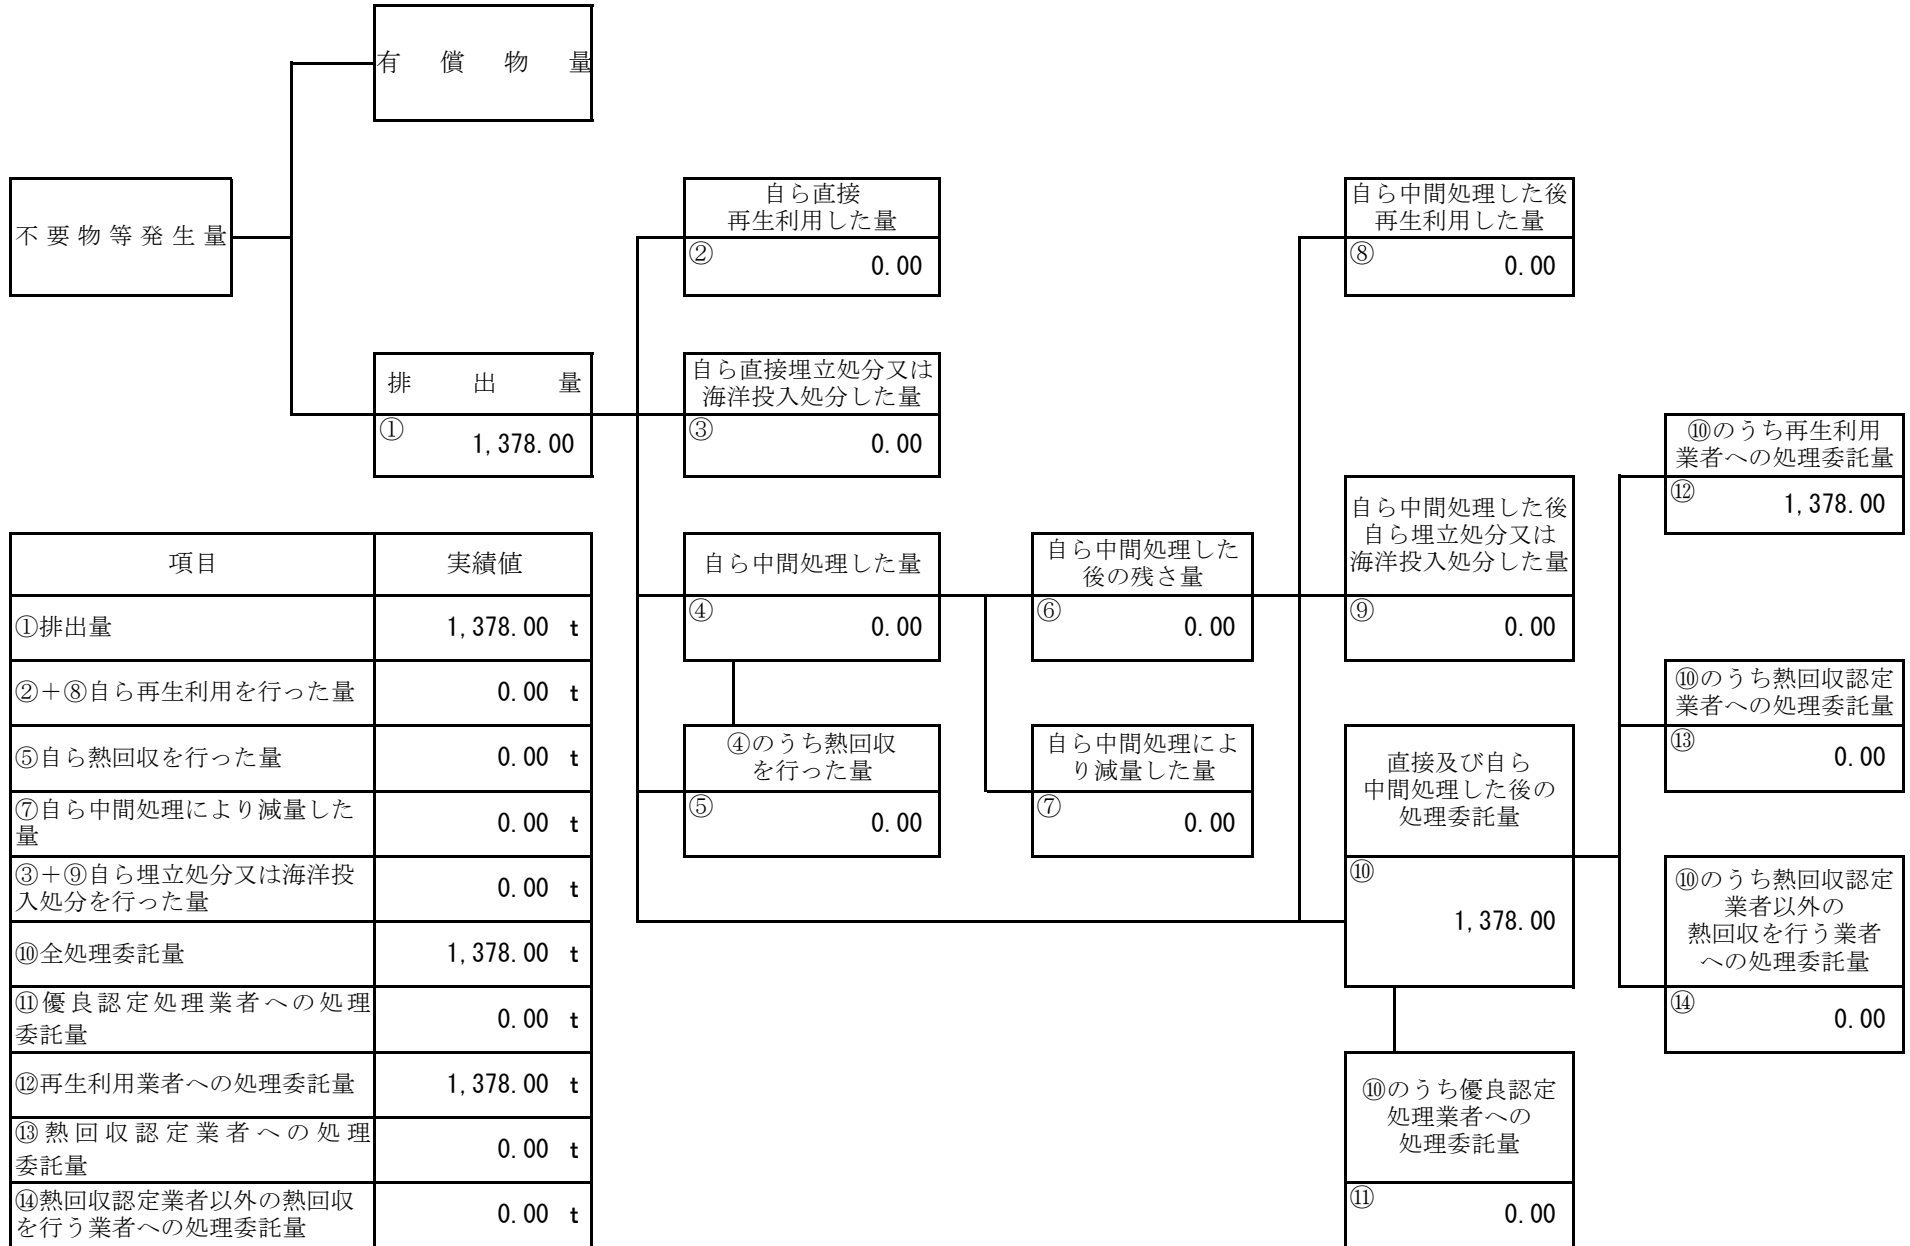 有償物量
不要物等発生量
排出量
① 1,378.00
自ら直接
再生利用した量
② 0.00
自ら直接埋立処分又は
海洋投入処分した量
③ 0.00
自ら中間処理した量
④ 0.00
④のうち熱回収
を行った量
⑤ 0.00
自ら中間処理した
後の残さ量
⑥ 0.00
自ら中間処理によ
り減量した量
⑦ 0.00
自ら中間処理した後
再生利用した量
⑧ 0.00
自ら中間処理した後
自ら埋立処分又は
海洋投入処分した量
⑨ 0.00
直接及び自ら
中間処理した後の
処理委託量
⑩
1,378.00
⑩のうち優良認定
処理業者への
処理委託量
⑪ 0.00
⑩のうち再生利用
業者への処理委託量
⑫ 1,378.00
⑩のうち熱回収認定
業者への処理委託量
⑬ 0.00
⑩のうち熱回収認定
業者以外の
熱回収を行う業者
への処理委託量
⑭ 0.00
項目 実績値
①排出量 1,378.00 t
②＋⑧自ら再生利用を行った量 0.00 t
⑤自ら熱回収を行った量 0.00 t
⑦自ら中間処理により減量した
量 0.00 t
③＋⑨自ら埋立処分又は海洋投
入処分を行った量 0.00 t
⑩全処理委託量 1,378.00 t
⑪優良認定処理業者への処理
委託量 0.00 t
⑫再生利用業者への処理委託量 1,378.00 t
⑬熱回収認定業者への処理
委託量 0.00 t
⑭熱回収認定業者以外の熱回収
を行う業者への処理委託量 0.00 t